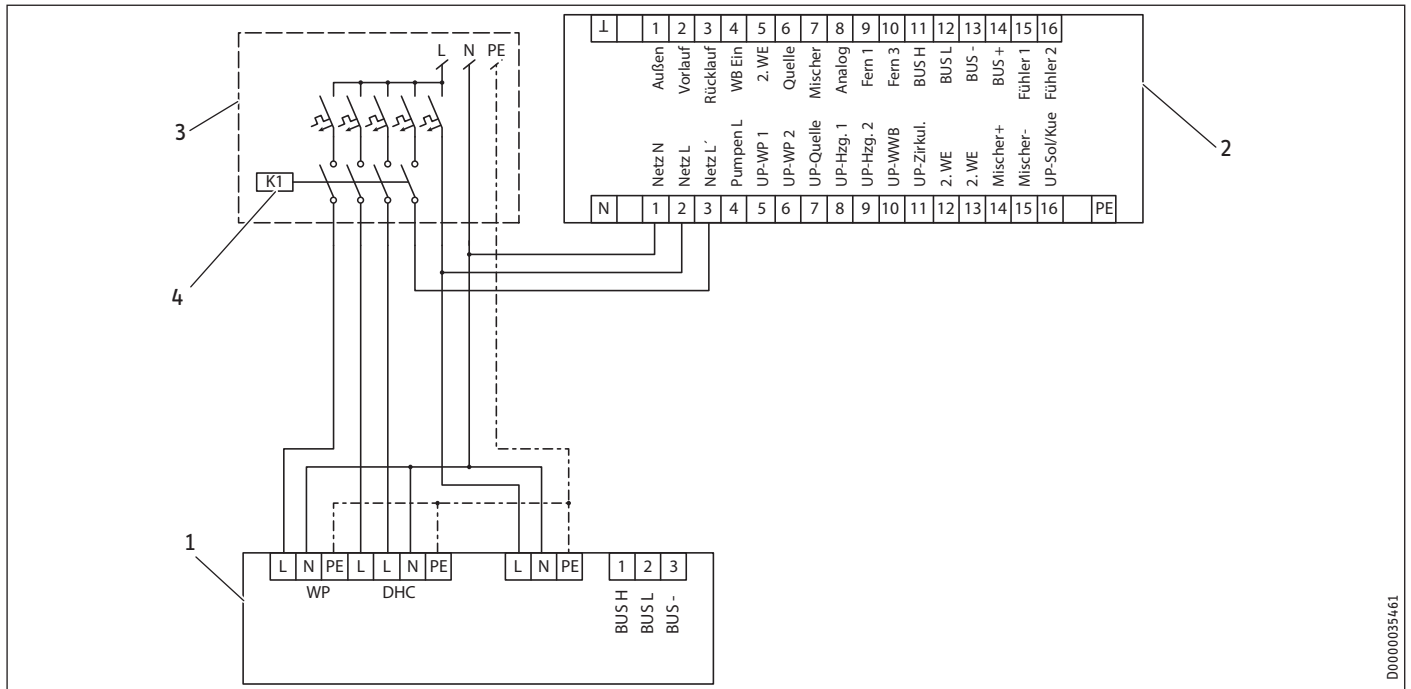 ⊥ 1 2 3 4 5 6 7 8 9 10 11 12 13 14 15 16
Außen
Vorlauf
Rücklauf
WB Ein
2. WE
Quelle
Mischer
Analog
Fern 1
Fern 3
BUS H
BUS L
BUS -
BUS +
Fühler 1
Fühler 2
Netz N
Netz L
Netz L´
Pumpen L
UP-WP 1
UP-WP 2
UP-Quelle
UP-Hzg. 1
UP-Hzg. 2
UP-WWB
UP-Zirkul.
2. WE
2. WE
Mischer+
Mischer-
UP-Sol/Kue
N 1 2 3 4 5 6 7 8 9 10 11 12 13 14 15 16 PE
2
L N PE
3
K1
4
1
L N PE L L N PE L N PE 1 2 3
WP DHC
BUS H
BUS L
BUS -
D0000035461